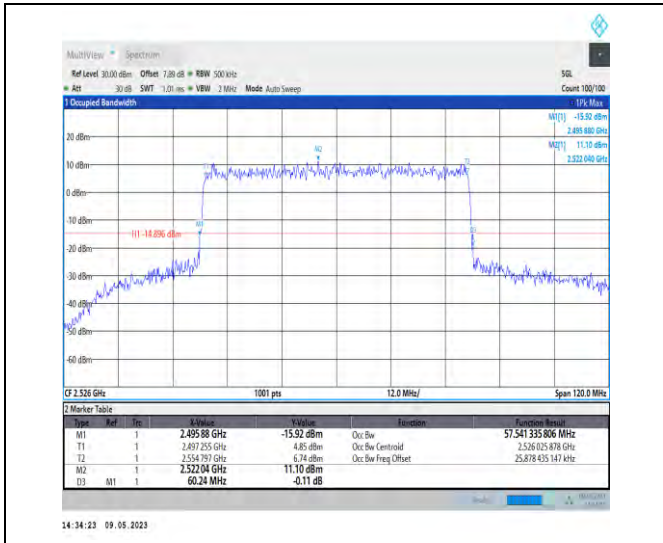 MultiView Spectrum
Ref Level 30.00 dBm Offset 7.89 dB RBW 500 kHz SGL
Att 30 dB SWT 1.01 ms VBW 2 MHz Mode Auto Sweep Count 100/100
1 Occupied Bandwidth 1Pk Max
M1[1] -15.92 dBm
2.495 880 GHz
M2[1] 11.10 dBm
2.522 040 GHz
20 dBm
M2
10 dBm
T1
T2
0 dBm
-10 dBm
M1
D3
H1 -14.896 dBm
-20 dBm
-30 dBm
-40 dBm
-50 dBm
-60 dBm
CF 2.526 GHz 1001 pts 12.0 MHz/ Span 120.0 MHz
2 Marker Table
Type Ref Trc X-Value Y-Value Function Function Result
M1 1 2.495 88 GHz -15.92 dBm Occ Bw 57.541 335 806 MHz
T1 1 2.497 255 GHz 4.85 dBm Occ Bw Centroid 2.526 025 878 GHz
T2 1 2.554 797 GHz 6.74 dBm Occ Bw Freq Offset 25.878 435 147 kHz
M2 1 2.522 04 GHz 11.10 dBm
D3 M1 1 60.24 MHz -0.11 dB
14:34:23 09.05.2023